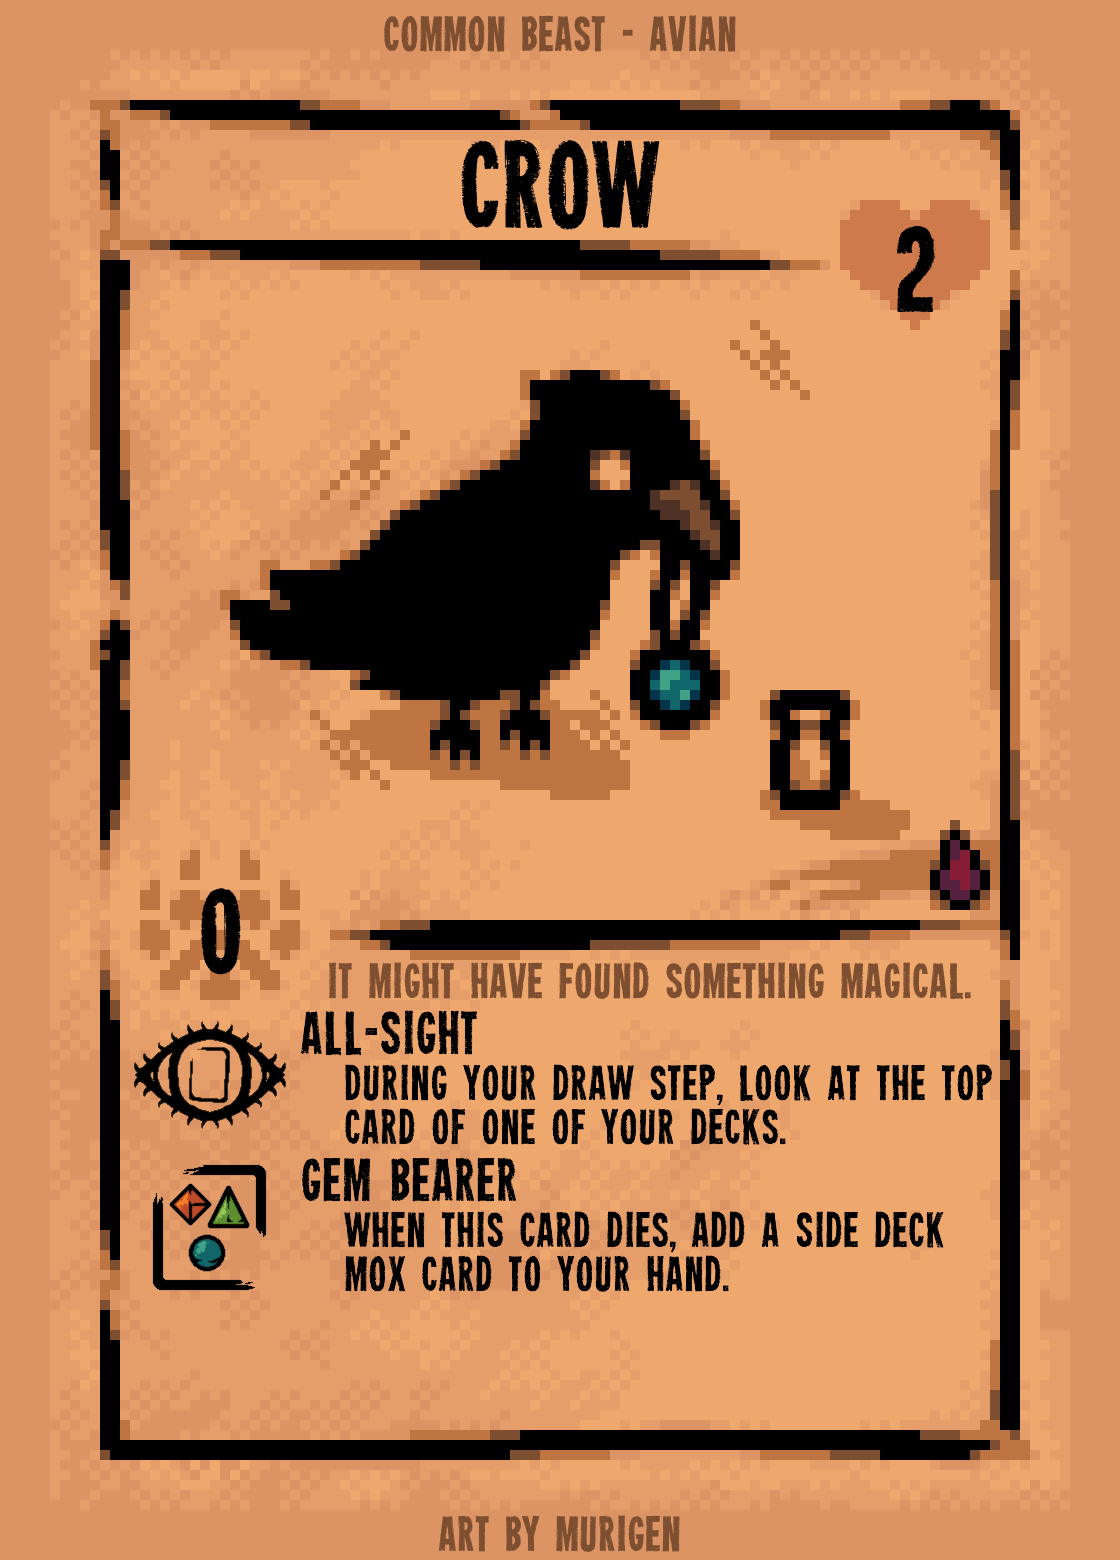 COMMON BEAST - AVIAN
CROW
2
0
IT MIGHT HAVE FOUND SOMETHING MAGICAL.
ALL-SIGHT
DURING YOUR DRAW STEP, LOOK AT THE TOP
CARD OF ONE OF YOUR DECKS.
GEM BEARER
WHEN THIS CARD DIES, ADD A SIDE DECK
MOX CARD TO YOUR HAND.
ART BY MURIGEN